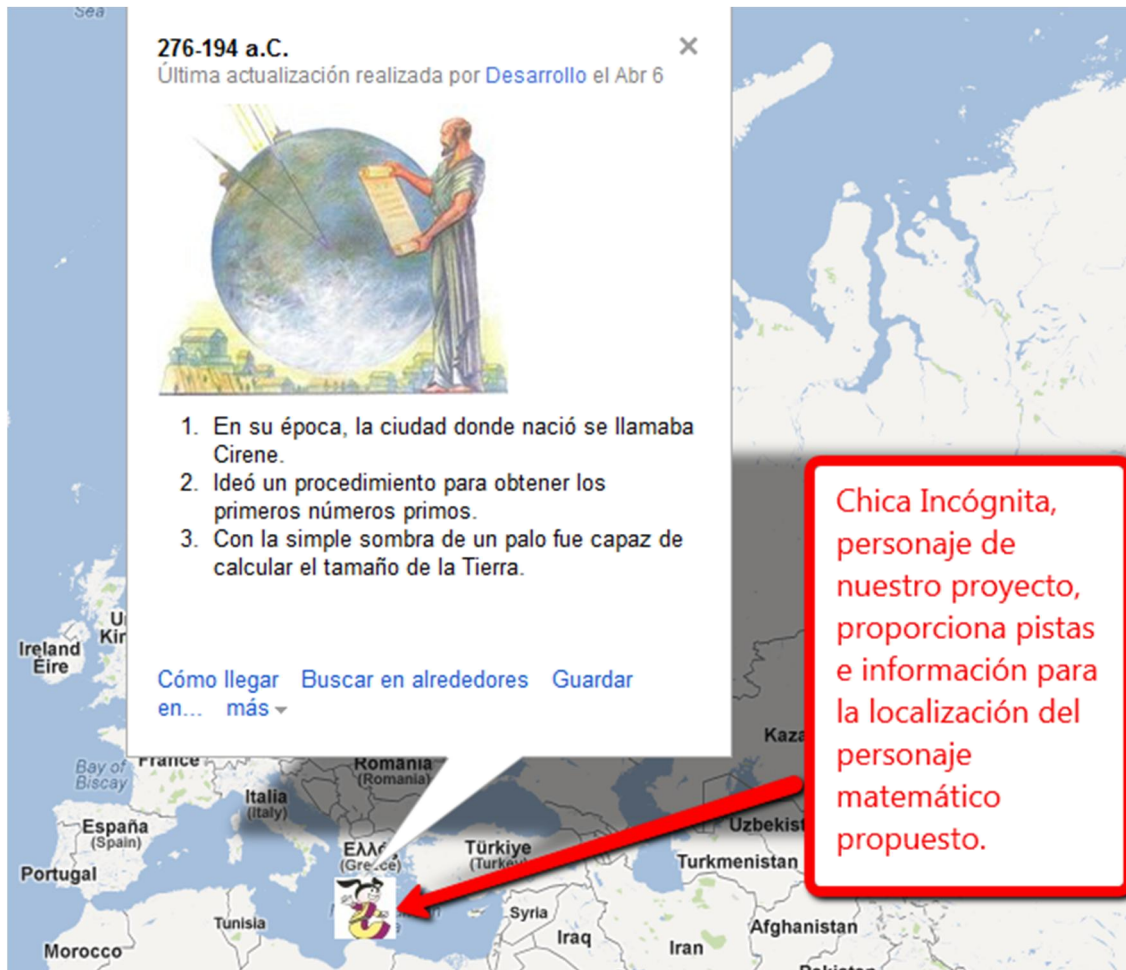 Sea
276-194 a.C.
Última actualización realizada por Desarrollo el Abr 6
1. En su época, la ciudad donde nació se llamaba
Cirene.
2. Ideó un procedimiento para obtener los
primeros números primos.
3. Con la simple sombra de un palo fue capaz de
calcular el tamaño de la Tierra.
Cómo llegar Buscar en alrededores Guardar
en... más
Chica Incógnita,
personaje de
nuestro proyecto,
proporciona pistas
e información para
la localización del
personaje
matemático
propuesto.
Ireland
Éire
Bay of
Biscay
France
România
(Romania)
Italia
(Italy)
España
(Spain)
Portugal
(Greece)
Türkiye
(Turkey)
Turkmenistan
Tunisia
Syria
Iraq
Iran
Afghanistan
Morocco